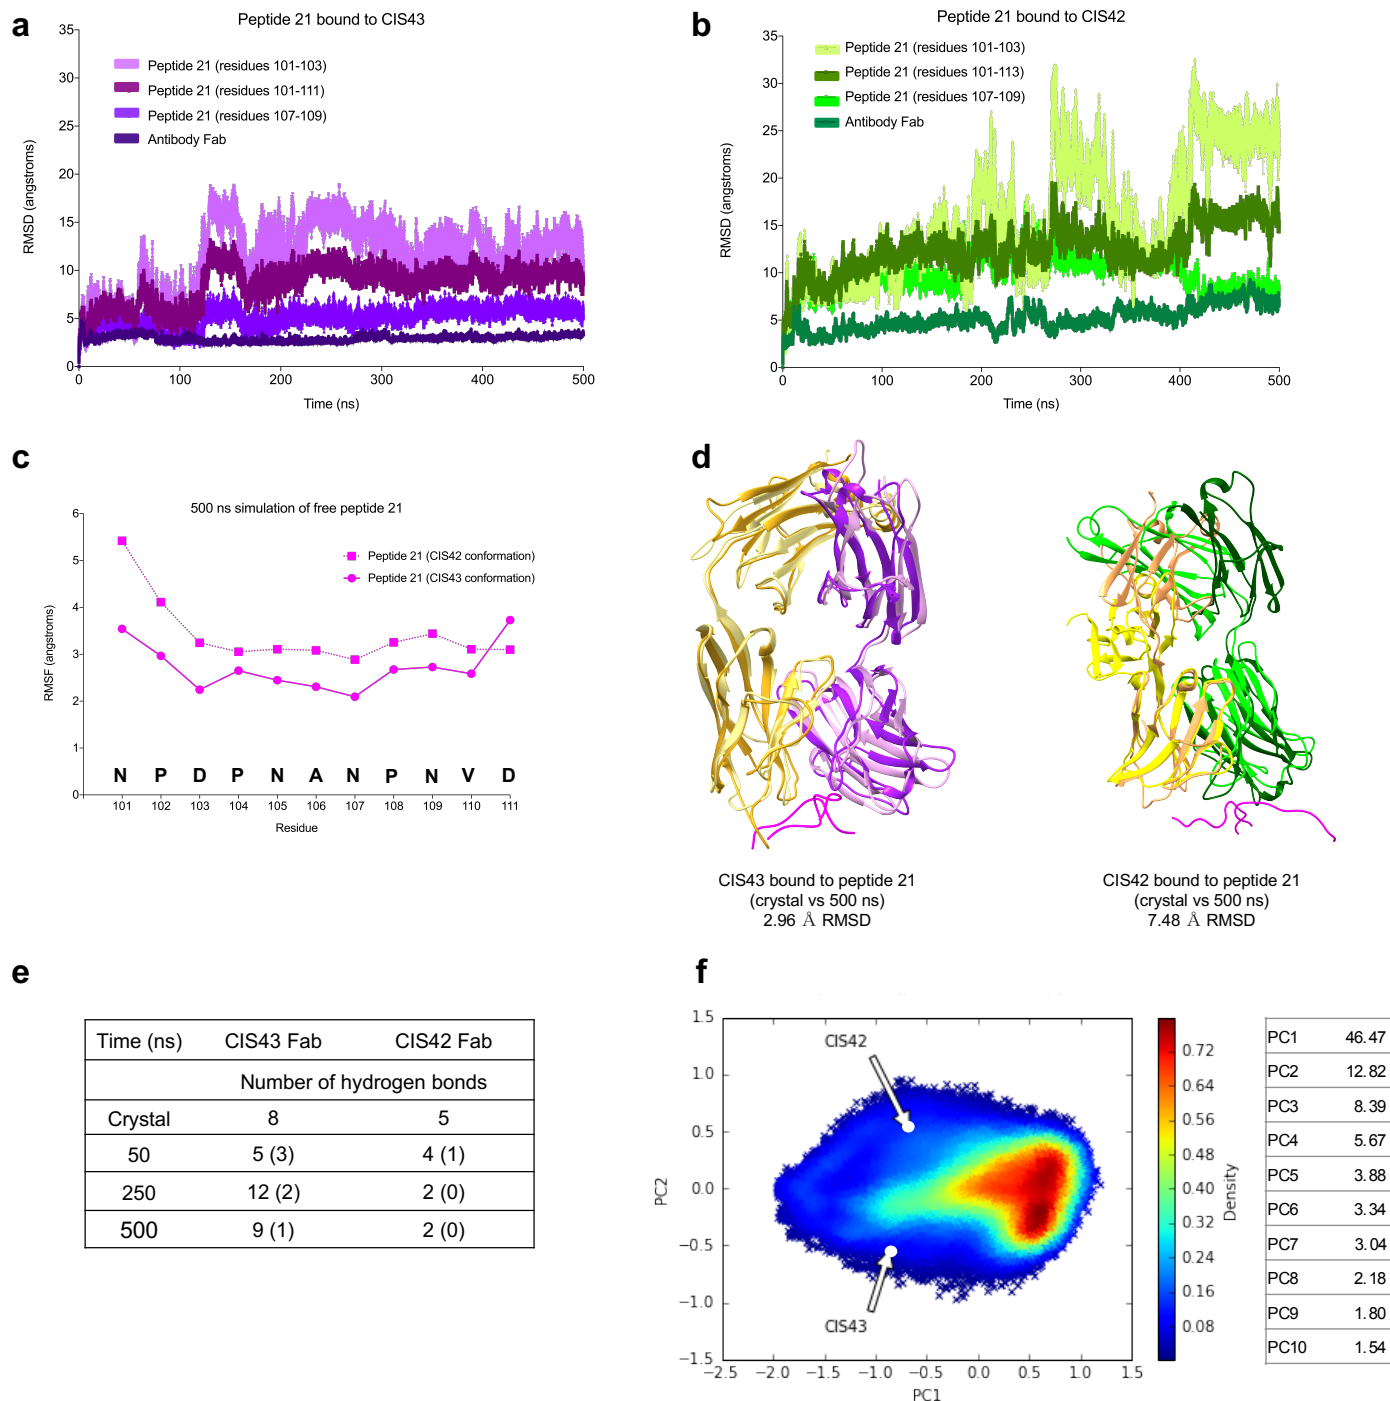 a
Peptide 21 bound to CIS43
35
30
25
20
15
10
5
0
RMSD (angstroms)
Peptide 21 (residues 101-103)
Peptide 21 (residues 101-111)
Peptide 21 (residues 107-109)
Antibody Fab
0 100 200 300 400 500
Time (ns)
b
Peptide 21 bound to CIS42
35
30
25
20
15
10
5
0
RMSD (angstroms)
Peptide 21 (residues 101-103)
Peptide 21 (residues 101-113)
Peptide 21 (residues 107-109)
Antibody Fab
0 100 200 300 400 500
Time (ns)
c
500 ns simulation of free peptide 21
6
5
4
3
2
1
0
RMSF (angstroms)
Peptide 21 (CIS42 conformation)
Peptide 21 (CIS43 conformation)
N P D P N A N P N V D
101 102 103 104 105 106 107 108 109 110 111
Residue
d
CIS43 bound to peptide 21
(crystal vs 500 ns)
2.96 Å RMSD
CIS42 bound to peptide 21
(crystal vs 500 ns)
7.48 Å RMSD
e
Time (ns) CIS43 Fab CIS42 Fab
Number of hydrogen bonds
Crystal 8 5
50 5 (3) 4 (1)
250 12 (2) 2 (0)
500 9 (1) 2 (0)
f
1.5
1.0
0.5
0.0
−0.5
−1.0
−1.5
PC2
CIS42
CIS43
−2.5 −2.0 −1.5 −1.0 −0.5 0.0 0.5 1.0 1.5
PC1
0.72
0.64
0.56
0.48
0.40
0.32
0.24
0.16
0.08
Density
PC1 46.47
PC2 12.82
PC3 8.39
PC4 5.67
PC5 3.88
PC6 3.34
PC7 3.04
PC8 2.18
PC9 1.80
PC10 1.54